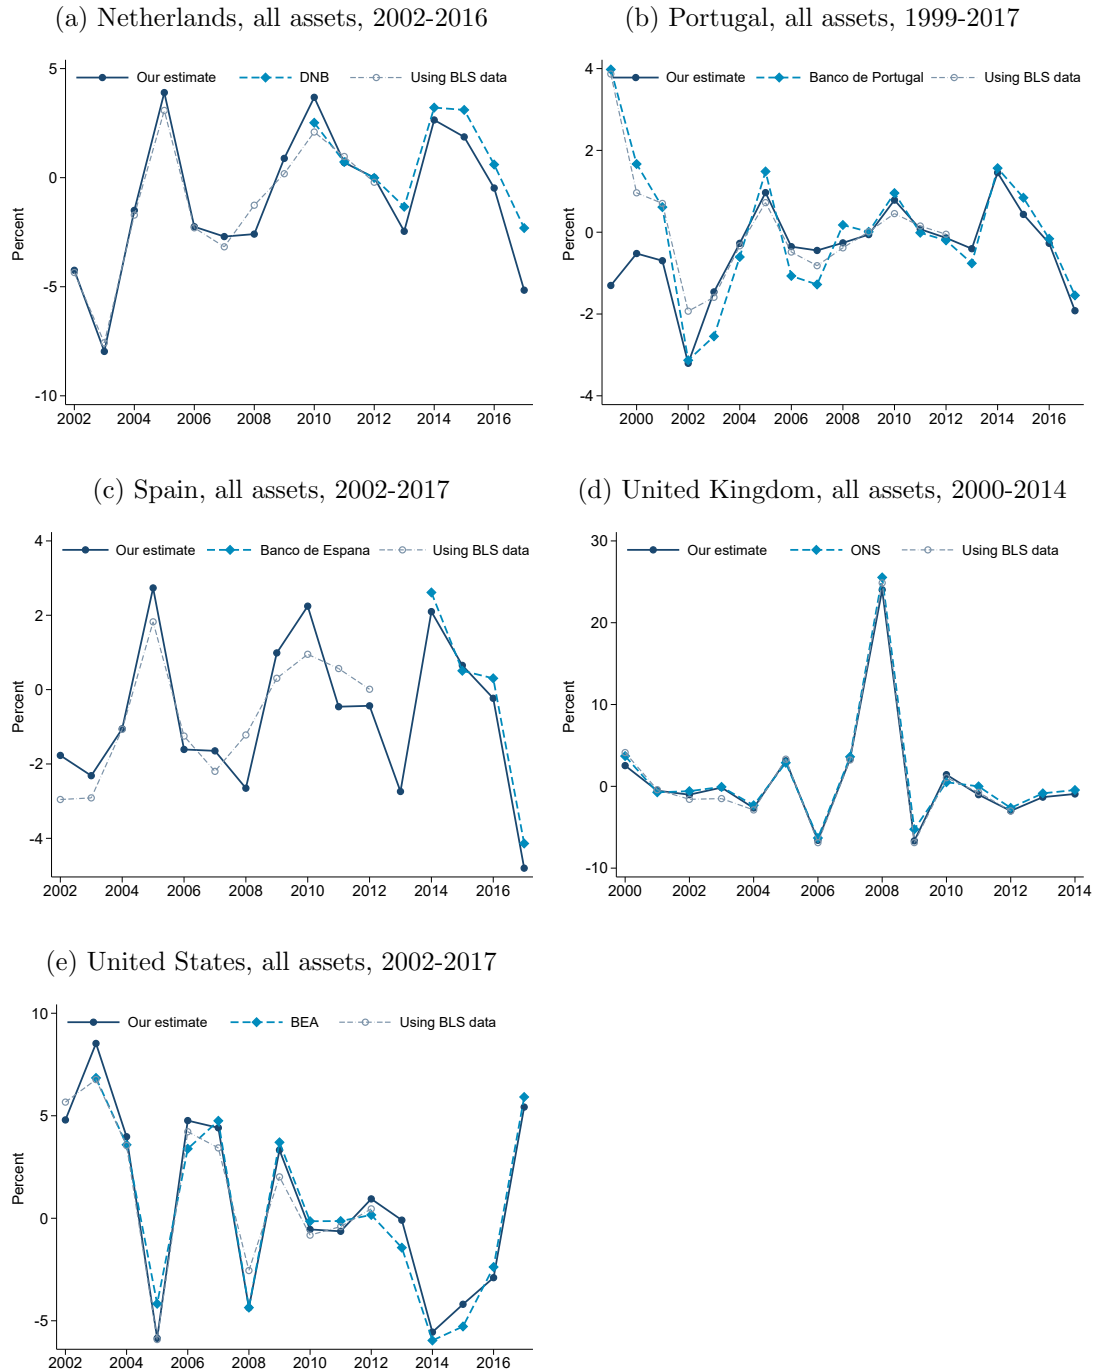 (a) Netherlands, all assets, 2002-2016
5
0
-5
-10
Percent
Our estimate DNB Using BLS data
2002 2004 2006 2008 2010 2012 2014 2016
(b) Portugal, all assets, 1999-2017
4
2
0
-2
-4
Percent
Our estimate Banco de Portugal Using BLS data
2000 2002 2004 2006 2008 2010 2012 2014 2016
(c) Spain, all assets, 2002-2017
4
2
0
-2
-4
Percent
Our estimate Banco de Espana Using BLS data
2002 2004 2006 2008 2010 2012 2014 2016
(d) United Kingdom, all assets, 2000-2014
30
20
10
0
-10
Percent
Our estimate ONS Using BLS data
2000 2002 2004 2006 2008 2010 2012 2014
(e) United States, all assets, 2002-2017
10
5
0
-5
Percent
Our estimate BEA Using BLS data
2002 2004 2006 2008 2010 2012 2014 2016